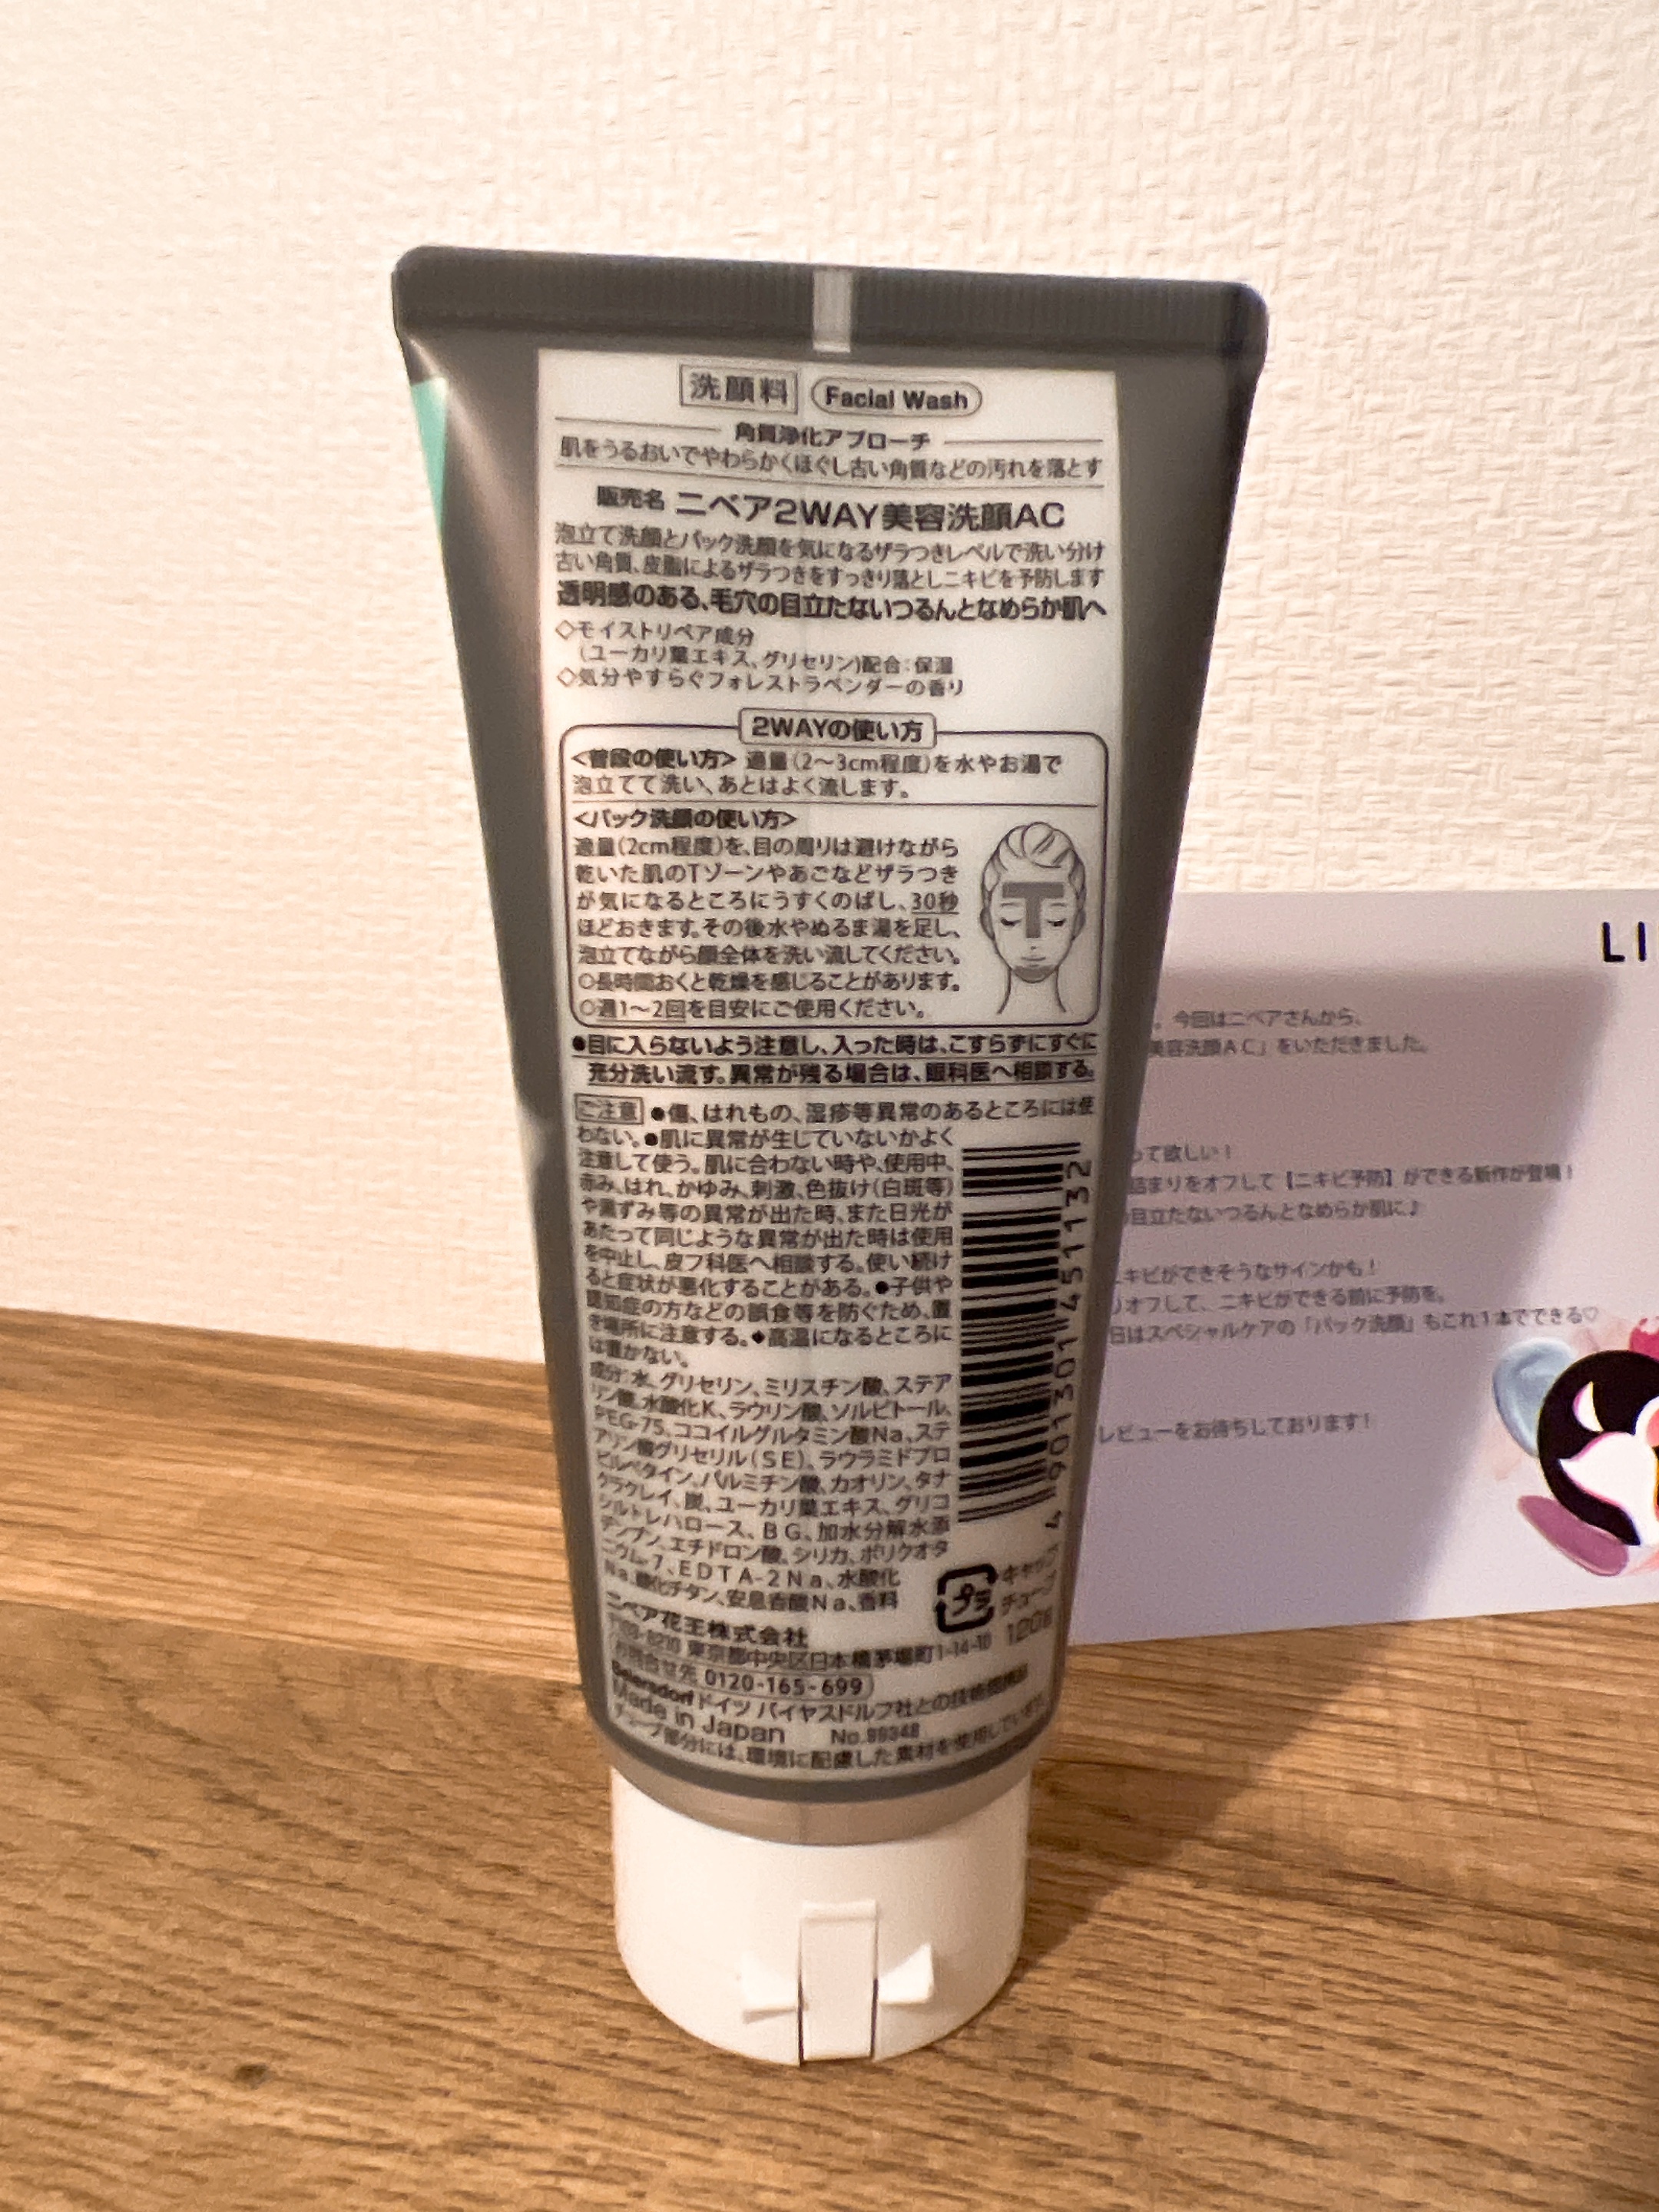 洗顔料 Facial Wash
角質浄化アプローチ
肌をうるおいでやわらかくほぐし古い角質などの汚れを落とす
販売名 ニベア2WAY美容洗顔AC
泡立て洗顔とパック洗顔を気になるザラつきレベルで洗い分け
古い角質、皮脂によるザラつきをすっきり落としニキビを予防します
透明感のある、毛穴の目立たないつるんとなめらか肌へ
◇モイストリペア成分
(ユーカリ葉エキス、グリセリン)配合:保湿
◇気分やすらぐフォレストラベンダーの香り
2WAYの使い方
<普段の使い方> 適量(2〜3cm程度)を水やお湯で
泡立てて洗い、あとはよく流します。
<パック洗顔の使い方>
適量(2cm程度)を、目の周りは避けながら
乾いた肌のTゾーンやあごなどザラつき
が気になるところにうすくのばし、30秒
ほどおきます。その後水やぬるま湯を足し、
泡立てながら顔全体を洗い流してください。
○長時間おくと乾燥を感じることがあります。
○週1〜2回を目安にご使用ください。
●目に入らないよう注意し、入った時は、こすらずにすぐに
充分洗い流す。異常が残る場合は、眼科医へ相談する。
ご注意 ●傷、はれもの、湿疹等異常のあるところには使
わない。●肌に異常が生じていないかよく
注意して使う。肌に合わない時や、使用中、
赤み、はれ、かゆみ、刺激、色抜け(白斑等)
や黒ずみ等の異常が出た時、また日光が
あたって同じような異常が出た時は使用
を中止し、皮フ科医へ相談する。使い続け
ると症状が悪化することがある。●子供や
認知症の方などの誤食等を防ぐため、置
き場所に注意する。◆高温になるところに
は置かない。
成分:水、グリセリン、ミリスチン酸、ステア
リン酸、水酸化K、ラウリン酸、ソルビトール、
PEG-75、ココイルグルタミン酸Na、ステ
アリン酸グリセリル(SE)、ラウラミドプロ
ピルベタイン、パルミチン酸、カオリン、タナ
クラクレイ、炭、ユーカリ葉エキス、グリコ
シルトレハロース、BG、加水分解水添
デンプン、エチドロン酸、シリカ、ポリクオタ
ニウム-7、EDTA-2Na、水酸化
Na、酸化チタン、安息香酸Na、香料
4 901301 451132
プラ
キャップ
チューブ
120g
ニベア花王株式会社
〒103-8210 東京都中央区日本橋茅場町1-14-10
お問合せ先 0120-165-699
Beiersdorf ドイツ バイヤスドルフ社との技術提携品
Made in Japan No.99348
チューブ部分には、環境に配慮した素材を使用しています。
LI
。今回はニベアさんから、
美容洗顔AC」をいただきました。
って欲しい!
詰まりをオフして【ニキビ予防】ができる新作が登場!
目立たないつるんとなめらか肌に♪
ニキビができそうなサインかも!
オフして、ニキビができる前に予防を。
日はスペシャルケアの「パック洗顔」もこれ1本でできる♡
レビューをお待ちしております!